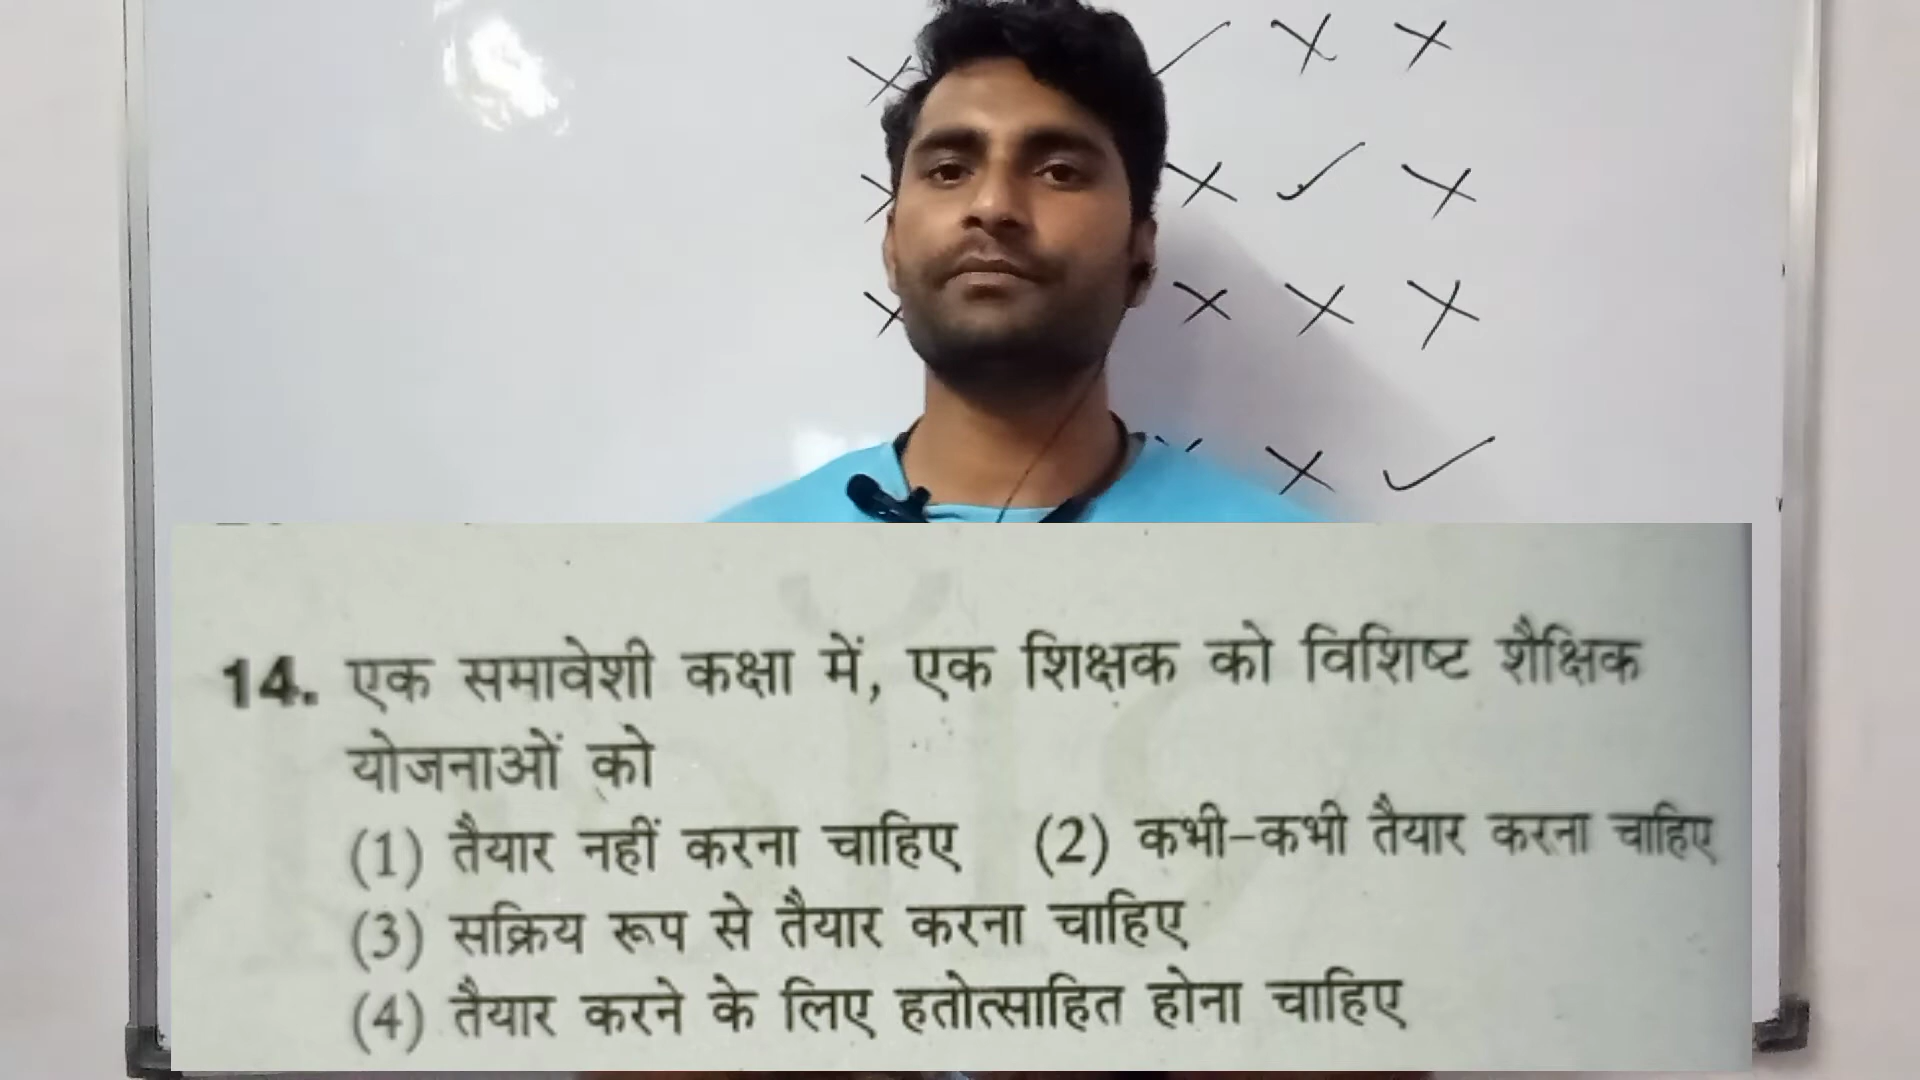 14. एक समावेशी कक्षा में, एक शिक्षक को विशिष्ट शैक्षिक
योजनाओं को
(1) तैयार नहीं करना चाहिए (2) कभी-कभी तैयार करना चाहिए
(3) सक्रिय रूप से तैयार करना चाहिए
(4) तैयार करने के लिए हतोत्साहित होना चाहिए